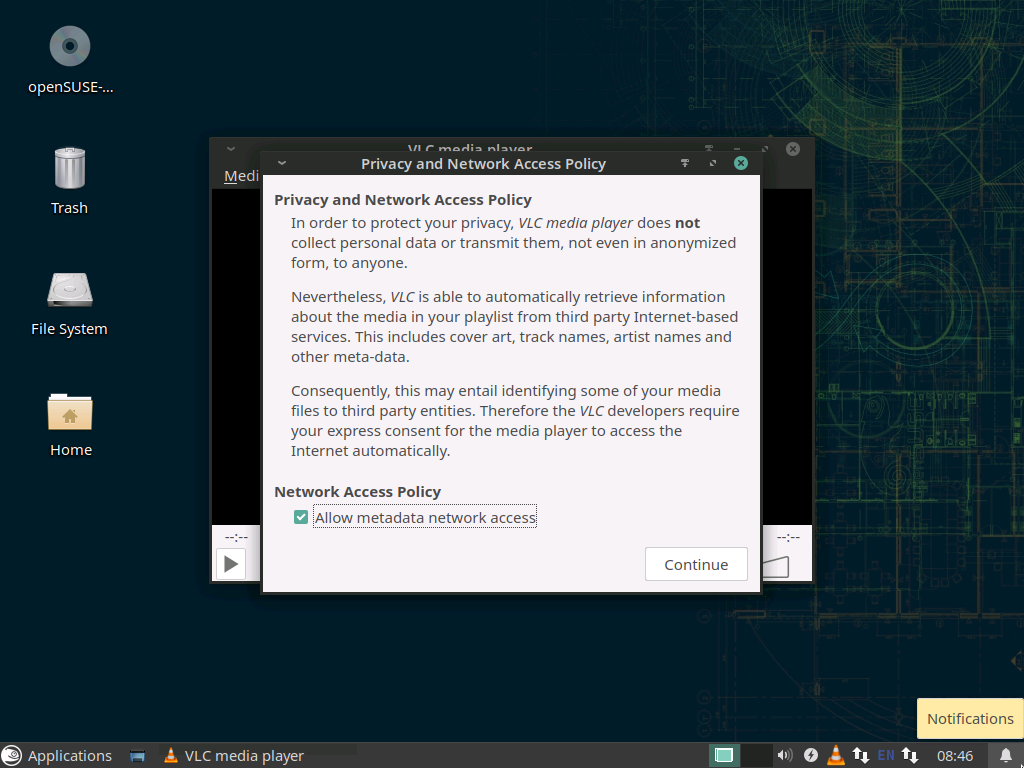 openSUSE-...
Trash
File System
Home
VLC media player
Medi
Privacy and Network Access Policy
Privacy and Network Access Policy
In order to protect your privacy, VLC media player does not
collect personal data or transmit them, not even in anonymized
form, to anyone.
Nevertheless, VLC is able to automatically retrieve information
about the media in your playlist from third party Internet-based
services. This includes cover art, track names, artist names and
other meta-data.
Consequently, this may entail identifying some of your media
files to third party entities. Therefore the VLC developers require
your express consent for the media player to access the
Internet automatically.
Network Access Policy
Allow metadata network access
--:--
--:--
Continue
Notifications
Applications
VLC media player
EN
08:46